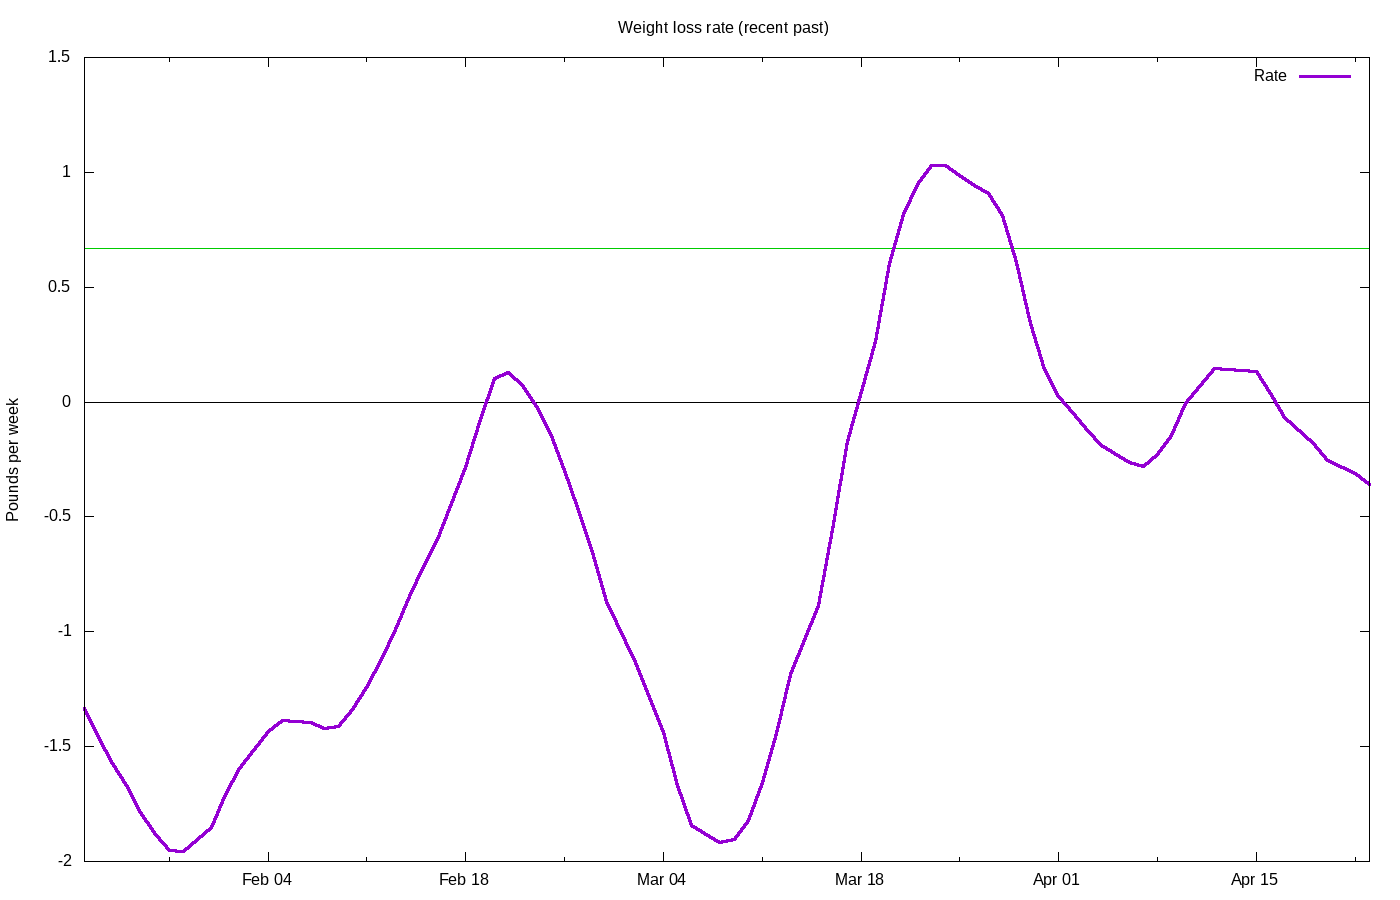 Weight loss rate (recent past)
Rate
1.5
1
0.5
0
-0.5
-1
-1.5
-2
Pounds per week
Feb 04
Feb 18
Mar 04
Mar 18
Apr 01
Apr 15